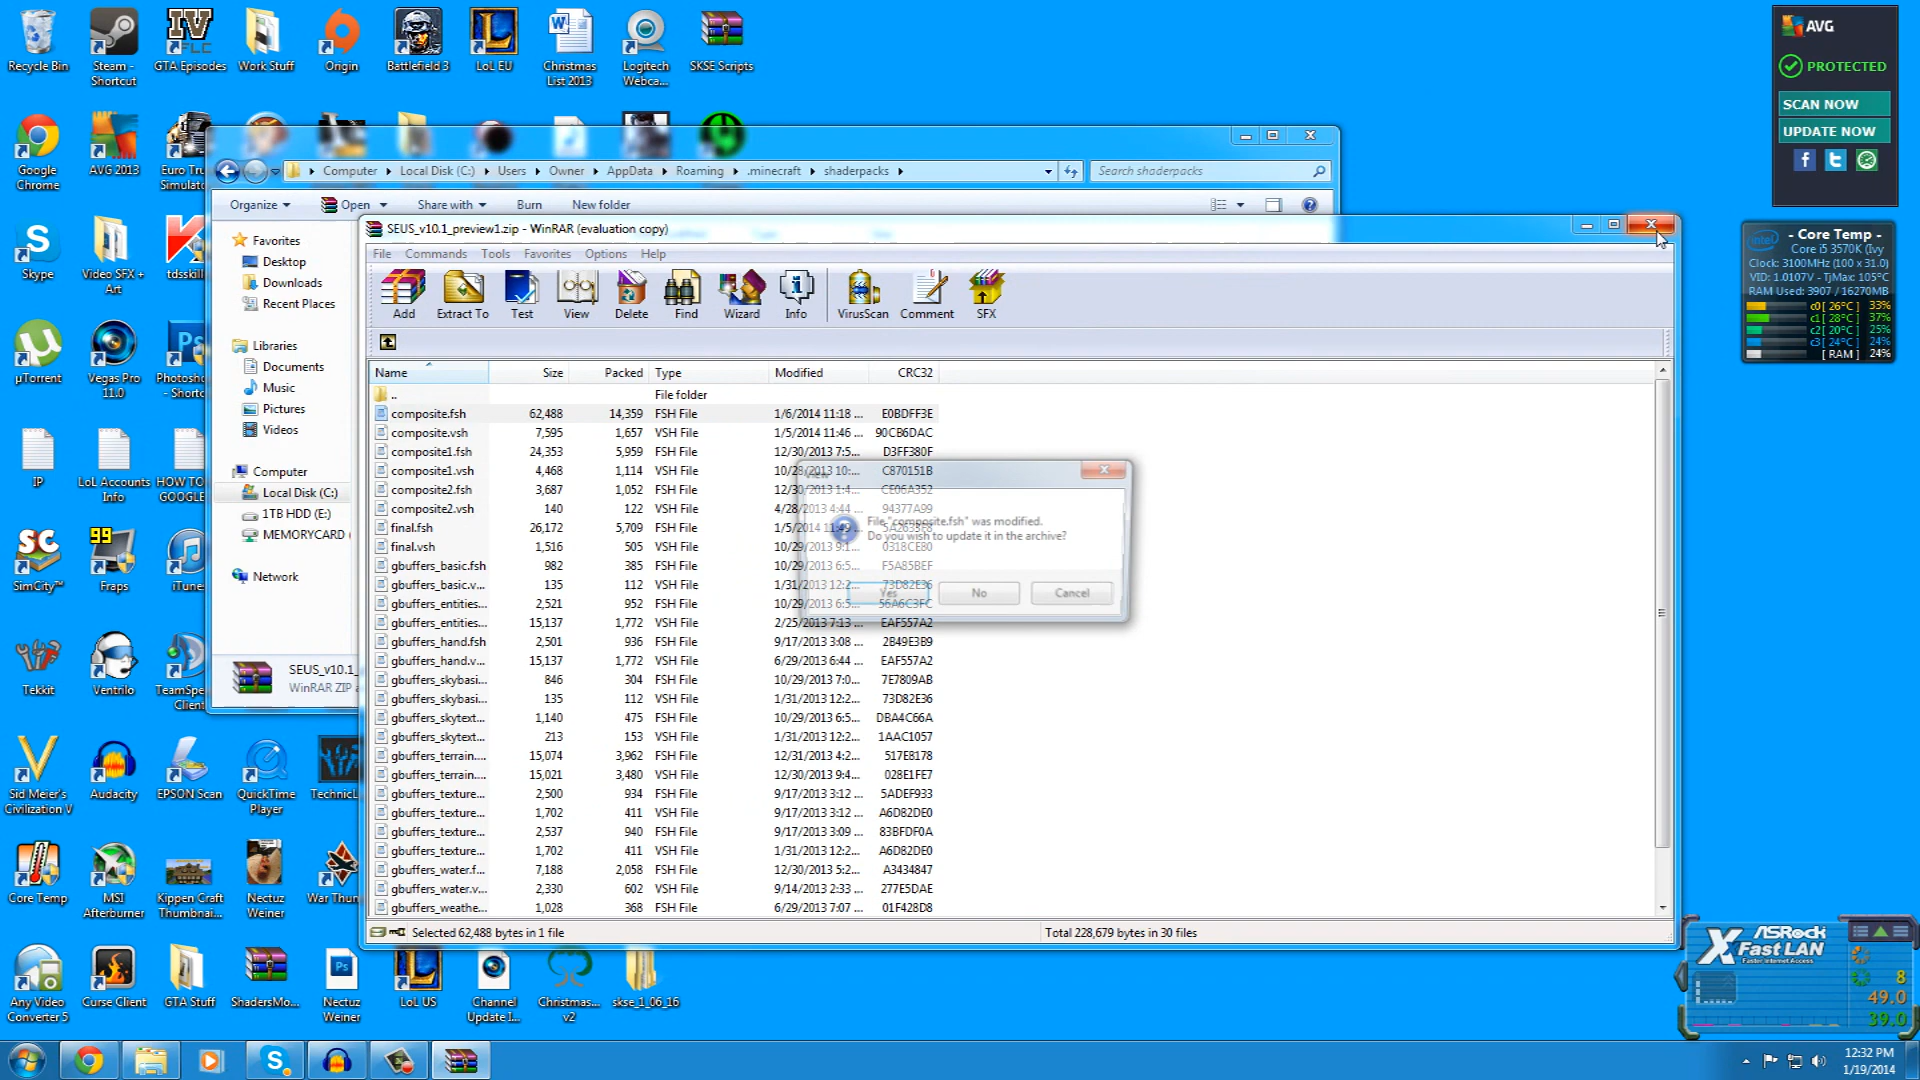 Recycle Bin
Steam - Shortcut
GTA Episodes
Work Stuff
Origin
Battlefield 3
LoL EU
Christmas List 2013
Logitech Webca...
SKSE Scripts
Google Chrome
AVG 2013
Euro Tru... Simulato...
Skype
Video SFX + Art
tdsskil
µTorrent
Vegas Pro 11.0
Photosh... - Shortc
IP
LoL Accounts Info
HOW TO GOOGLE
SimCity™
Fraps
iTune
Tekkit
Ventrilo
TeamSpe... Client
Sid Meier's Civilization V
Audacity
EPSON Scan
QuickTime Player
TechnicL
Core Temp
MSI Afterburner
Kippen Craft Thumbnai...
Nectuz Weiner
War Thun
Any Video Converter 5
Curse Client
GTA Stuff
ShadersMo...
Nectuz Weiner
LoL US
Channel Update I...
Christmas... v2
skse_1_06_16
Computer Local Disk (C:) Users Owner AppData Roaming .minecraft shaderpacks
Search shaderpacks
Organize Open Share with Burn New folder
Favorites
Desktop
Downloads
Recent Places
Libraries
Documents
Music
Pictures
Videos
Computer
Local Disk (C:)
1TB HDD (E:)
MEMORYCARD (
Network
SEUS_v10.1_
WinRAR ZIP a
SEUS_v10.1_preview1.zip - WinRAR (evaluation copy)
File Commands Tools Favorites Options Help
Add Extract To Test View Delete Find Wizard Info VirusScan Comment SFX
Name Size Packed Type Modified CRC32
.. File folder
composite.fsh 62,488 14,359 FSH File 1/6/2014 11:18 ... E0BDFF3E
composite.vsh 7,595 1,657 VSH File 1/5/2014 11:46 ... 90CB6DAC
composite1.fsh 24,353 5,959 FSH File 12/30/2013 7:5... D3FF380F
composite1.vsh 4,468 1,114 VSH File 10/28/2013 10:... C870151B
composite2.fsh 3,687 1,052 FSH File 12/30/2013 1:4... CE06A352
composite2.vsh 140 122 VSH File 4/28/2013 4:44 ... 94377A99
final.fsh 26,172 5,709 FSH File 1/5/2014 11:49 ...
final.vsh 1,516 505 VSH File 10/29/2013 9:1... 0318CE80
gbuffers_basic.fsh 982 385 FSH File 10/29/2013 6:5... F5A85BEF
gbuffers_basic.v... 135 112 VSH File 1/31/2013 12:2... 73D82E36
gbuffers_entities... 2,521 952 FSH File 10/29/2013 6:5... 56A6C3FC
gbuffers_entities... 15,137 1,772 VSH File 2/25/2013 7:13 ... EAF557A2
gbuffers_hand.fsh 2,501 936 FSH File 9/17/2013 3:08 ... 2B49E3B9
gbuffers_hand.v... 15,137 1,772 VSH File 6/29/2013 6:44 ... EAF557A2
gbuffers_skybasi... 846 304 FSH File 10/29/2013 7:0... 7E7809AB
gbuffers_skybasi... 135 112 VSH File 1/31/2013 12:2... 73D82E36
gbuffers_skytext... 1,140 475 FSH File 10/29/2013 6:5... DBA4C66A
gbuffers_skytext... 213 153 VSH File 1/31/2013 12:2... 1AAC1057
gbuffers_terrain.... 15,074 3,962 FSH File 12/31/2013 4:2... 517E8178
gbuffers_terrain.... 15,021 3,480 VSH File 12/30/2013 9:4... 028E1FE7
gbuffers_texture... 2,500 934 FSH File 9/17/2013 3:12 ... 5ADEF933
gbuffers_texture... 1,702 411 VSH File 9/17/2013 3:12 ... A6D82DE0
gbuffers_texture... 2,537 940 FSH File 9/17/2013 3:09 ... 83BFDF0A
gbuffers_texture... 1,702 411 VSH File 1/31/2013 12:2... A6D82DE0
gbuffers_water.f... 7,188 2,058 FSH File 12/30/2013 5:2... A3434847
gbuffers_water.v... 2,330 602 VSH File 9/14/2013 2:33 ... 277E5DAE
gbuffers_weathe... 1,028 368 FSH File 6/29/2013 7:07 ... 01F428D8
Selected 62,488 bytes in 1 file
Total 228,679 bytes in 30 files
View
File "composite.fsh" was modified.
Do you wish to update it in the archive?
Yes No Cancel
AVG
PROTECTED
SCAN NOW
UPDATE NOW
intel
- Core Temp -
Core i5 3570K (Ivy
Clock: 3100MHz (100 x 31.0)
VID: 1.0107V - TjMax: 105°C
RAM Used: 3907 / 16270MB
c0[ 26°C ] 33%
c1[ 28°C ] 37%
c2[ 20°C ] 25%
c3[ 24°C ] 24%
[ RAM ] 24%
ASRock
XFast LAN
Faster Internet Access
8
49.0
39.0
12:32 PM
1/19/2014